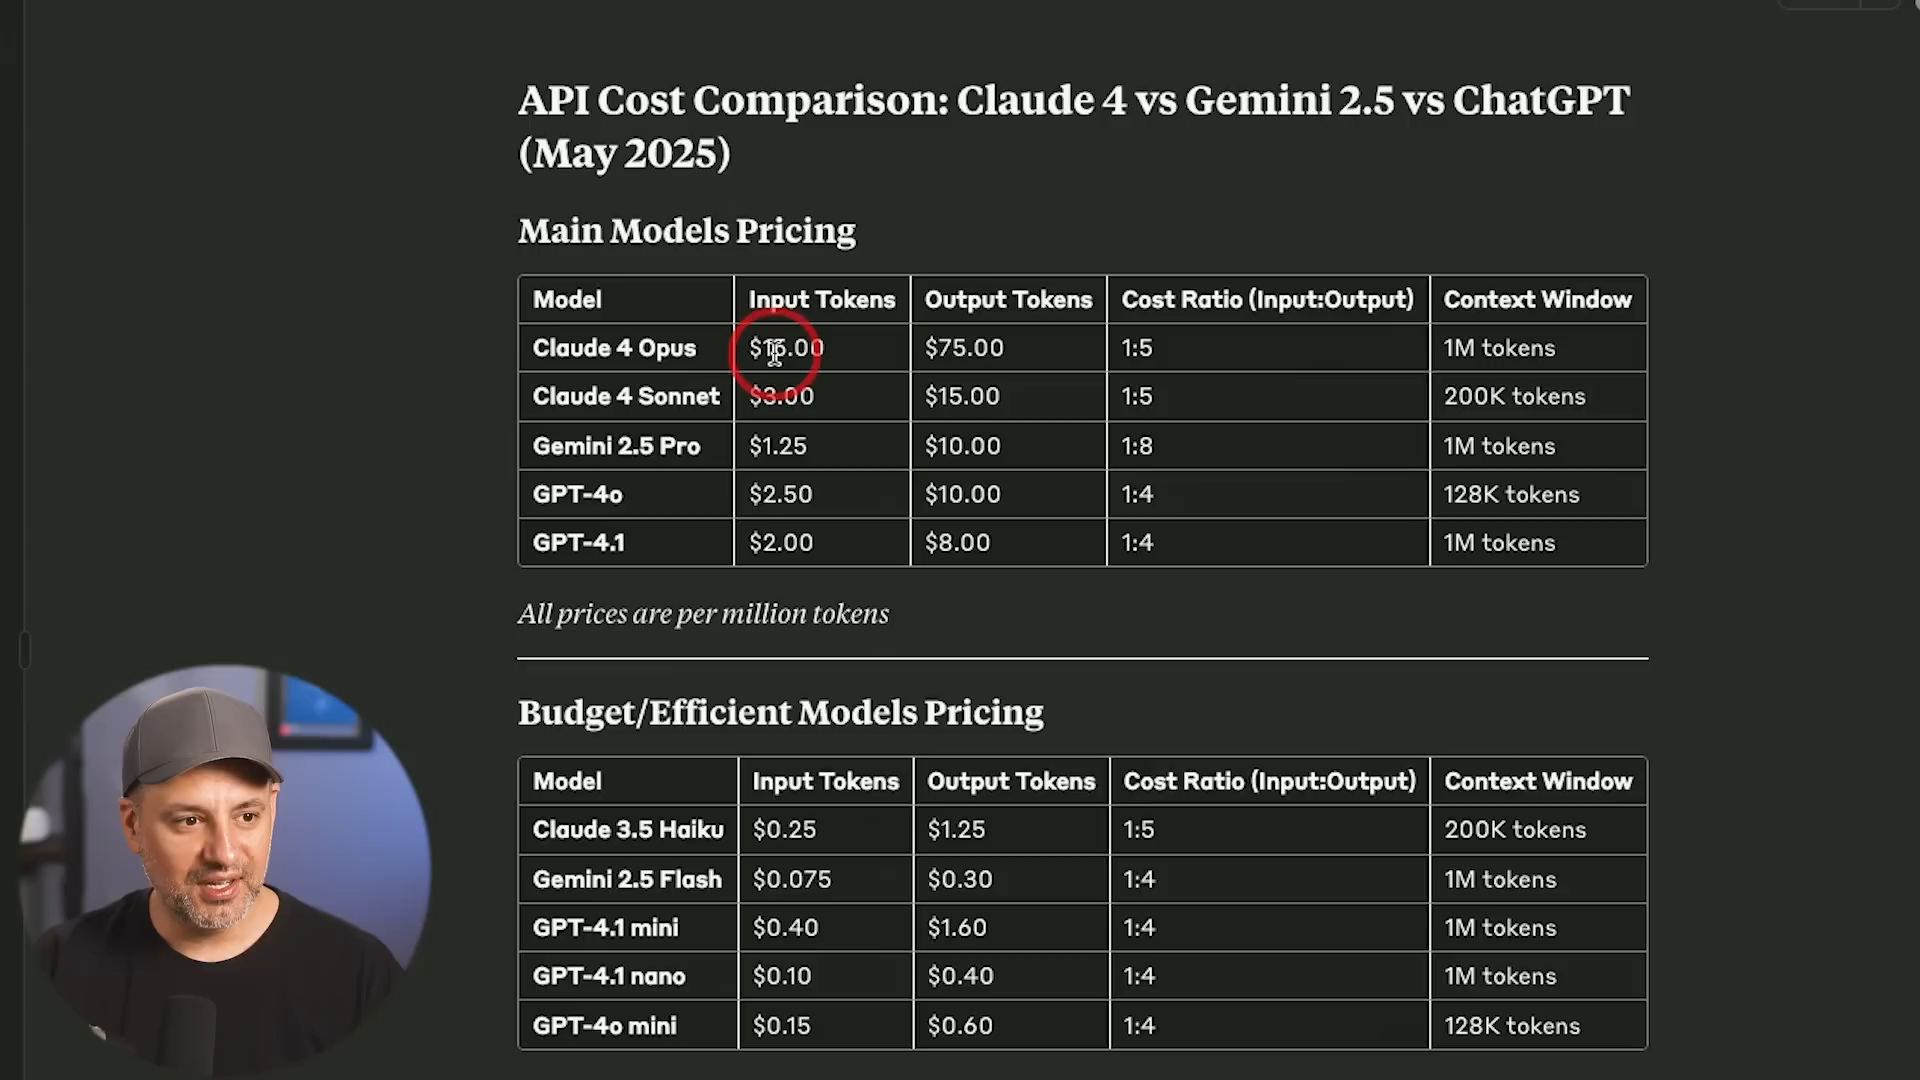 API Cost Comparison: Claude 4 vs Gemini 2.5 vs ChatGPT
(May 2025)
Main Models Pricing
Model Input Tokens Output Tokens Cost Ratio (Input:Output) Context Window
Claude 4 Opus $15.00 $75.00 1:5 1M tokens
Claude 4 Sonnet $3.00 $15.00 1:5 200K tokens
Gemini 2.5 Pro $1.25 $10.00 1:8 1M tokens
GPT-4o $2.50 $10.00 1:4 128K tokens
GPT-4.1 $2.00 $8.00 1:4 1M tokens
All prices are per million tokens
Budget/Efficient Models Pricing
Model Input Tokens Output Tokens Cost Ratio (Input:Output) Context Window
Claude 3.5 Haiku $0.25 $1.25 1:5 200K tokens
Gemini 2.5 Flash $0.075 $0.30 1:4 1M tokens
GPT-4.1 mini $0.40 $1.60 1:4 1M tokens
GPT-4.1 nano $0.10 $0.40 1:4 1M tokens
GPT-4o mini $0.15 $0.60 1:4 128K tokens